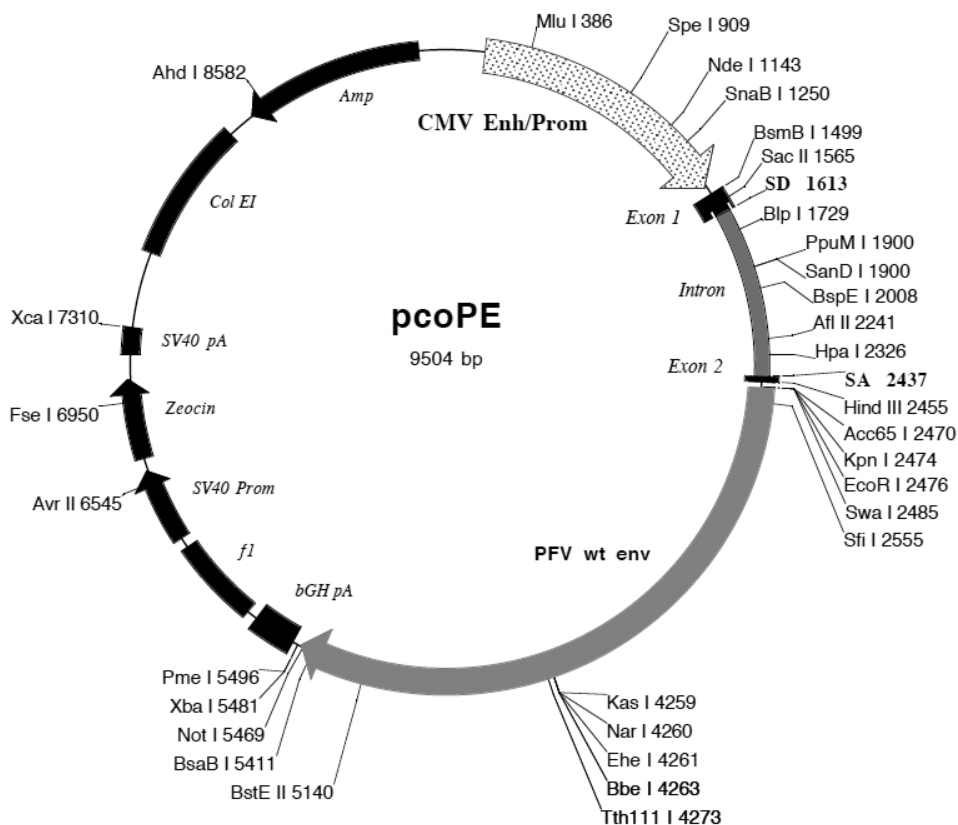 Mlu I 386
Spe I 909
Nde I 1143
SnaB I 1250
BsmB I 1499
Sac II 1565
SD 1613
Blp I 1729
PpuM I 1900
SanD I 1900
BspE I 2008
Afl II 2241
Hpa I 2326
SA 2437
Hind III 2455
Acc65 I 2470
Kpn I 2474
EcoR I 2476
Swa I 2485
Sfi I 2555
Kas I 4259
Nar I 4260
Ehe I 4261
Bbe I 4263
Tth111 I 4273
BstE II 5140
BsaB I 5411
Not I 5469
Xba I 5481
Pme I 5496
Avr II 6545
Fse I 6950
Xca I 7310
Ahd I 8582
Amp
CMV Enh/Prom
Exon 1
Intron
Exon 2
PFV wt env
bGH pA
f1
SV40 Prom
Zeocin
SV40 pA
Col EI
pcoPE
9504 bp